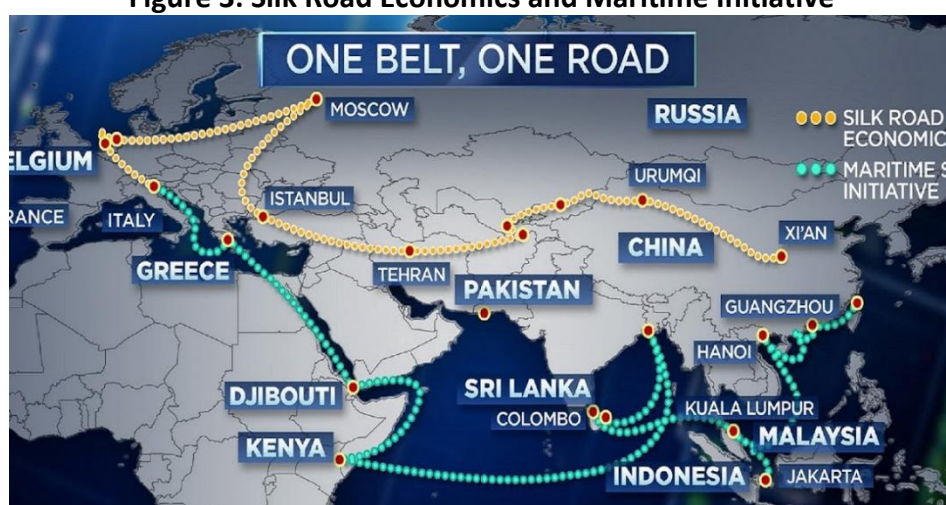 Figure 3: Silk Road Economics and Maritime Initiative
ONE BELT, ONE ROAD
MOSCOW
RUSSIA
SILK ROAD
ECONOMIC
MARITIME S
INITIATIVE
ELGIUM
RANCE
ITALY
ISTANBUL
URUMQI
XI'AN
GREECE
TEHRAN
CHINA
PAKISTAN
GUANGZHOU
HANOI
DJIBOUTI
SRI LANKA
COLOMBO
KUALA LUMPUR
KENYA
MALAYSIA
INDONESIA
JAKARTA